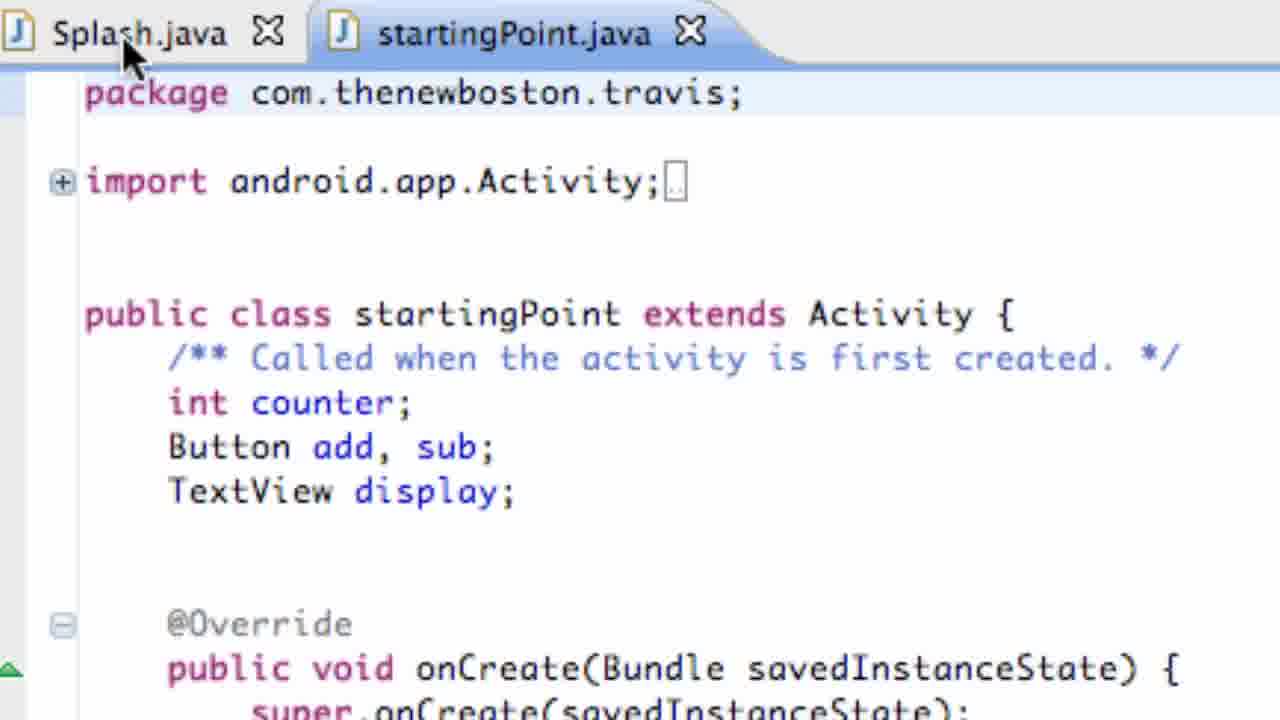 Splash.java startingPoint.java
package com.thenewboston.travis;
import android.app.Activity;
public class startingPoint extends Activity {
/** Called when the activity is first created. */
int counter;
Button add, sub;
TextView display;
@Override
public void onCreate(Bundle savedInstanceState) {
super.onCreate(savedInstanceState);